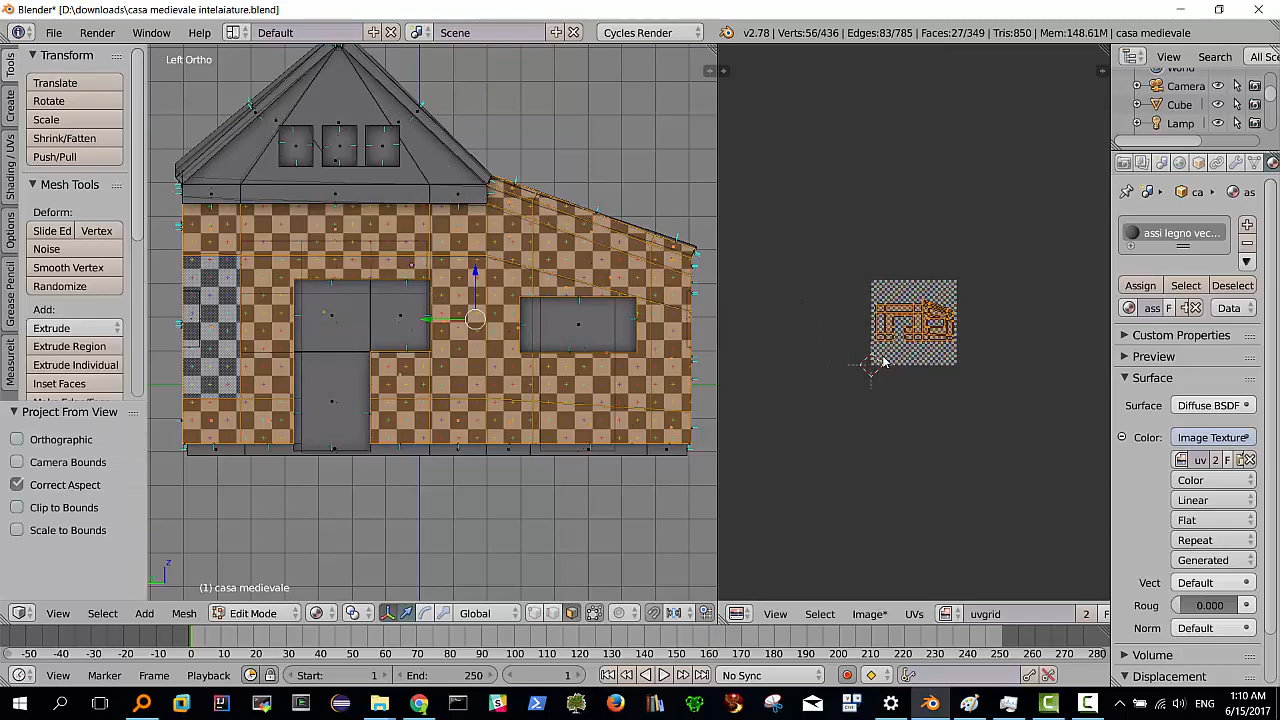 Blender* [D:\downloads\casa medievale intelaiature.blend]
File Render Window Help Default Scene Cycles Render v2.78 | Verts:56/436 | Edges:83/785 | Faces:27/349 | Tris:850 | Mem:148.61M | casa medievale
Tools
Create
Shading / UVs
Options
Grease Pencil
Measurat
Transform
Translate
Rotate
Scale
Shrink/Fatten
Push/Pull
Mesh Tools
Deform:
Slide Ed Vertex
Noise
Smooth Vertex
Randomize
Add:
Extrude
Extrude Region
Extrude Individual
Inset Faces
Project From View
Orthographic
Camera Bounds
Correct Aspect
Clip to Bounds
Scale to Bounds
Left Ortho
z
(1) casa medievale
View Select Add Mesh Edit Mode Global
View Select Image* UVs uvgrid 2 F
View Search All Sce
World
Camera
Cube
Lamp
ca as
assi legno vec...
Assign Select Deselect
ass F Data
Custom Properties
Preview
Surface
Surface Diffuse BSDF
Color: Image Texture
uv 2 F
Color
Linear
Flat
Repeat
Generated
Vect Default
Roug 0.000
Norm Default
Volume
Displacement
-50 -40 -30 -20 -10 0 10 20 30 40 50 60 70 80 90 100 110 120 130 140 150 160 170 180 190 200 210 220 230 240 250 260 270 280
View Marker Frame Playback Start: 1 End: 250 1 No Sync
ENG
1:10 AM
6/15/2017